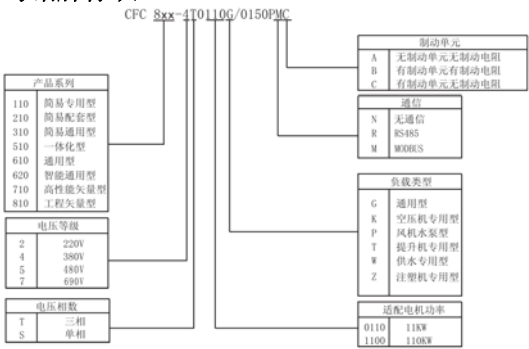 CFC 8xx-4T0110G/0150PMC
产品系列
110 简易专用型
210 简易配套型
310 简易通用型
510 一体化型
610 通用型
620 智能通用型
710 高性能矢量型
810 工程矢量型
电压等级
2 220V
4 380V
5 480V
7 690V
电压相数
T 三相
S 单相
制动单元
A 无制动单元无制动电阻
B 有制动单元有制动电阻
C 有制动单元无制动电阻
通信
N 无通信
R RS485
M MODBUS
负载类型
G 通用型
K 空压机专用型
P 风机水泵型
T 提升机专用型
W 供水专用型
Z 注塑机专用型
适配电机功率
0110 11KW
1100 110KW